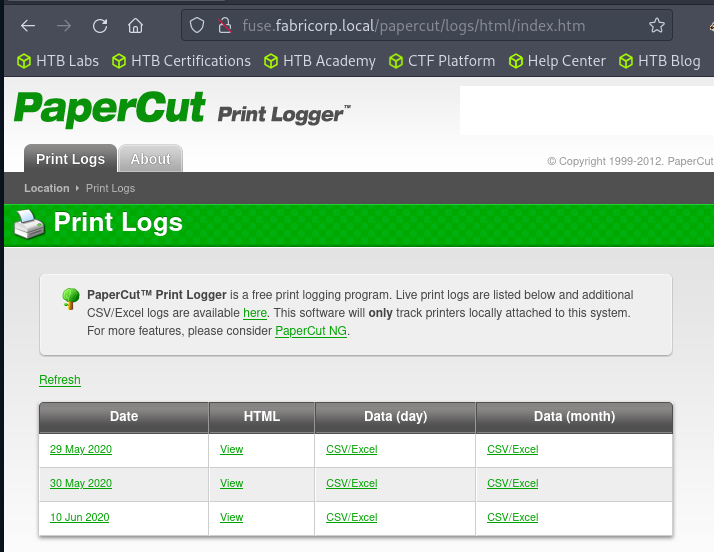 fuse.fabricorp.local/papercut/logs/html/index.htm
HTB Labs HTB Certifications HTB Academy CTF Platform Help Center HTB Blog
PaperCut Print Logger™
Print Logs About
© Copyright 1999-2012. PaperCut
Location Print Logs
Print Logs
PaperCut™ Print Logger is a free print logging program. Live print logs are listed below and additional
CSV/Excel logs are available here. This software will only track printers locally attached to this system.
For more features, please consider PaperCut NG.
Refresh
Date HTML Data (day) Data (month)
29 May 2020 View CSV/Excel CSV/Excel
30 May 2020 View CSV/Excel CSV/Excel
10 Jun 2020 View CSV/Excel CSV/Excel